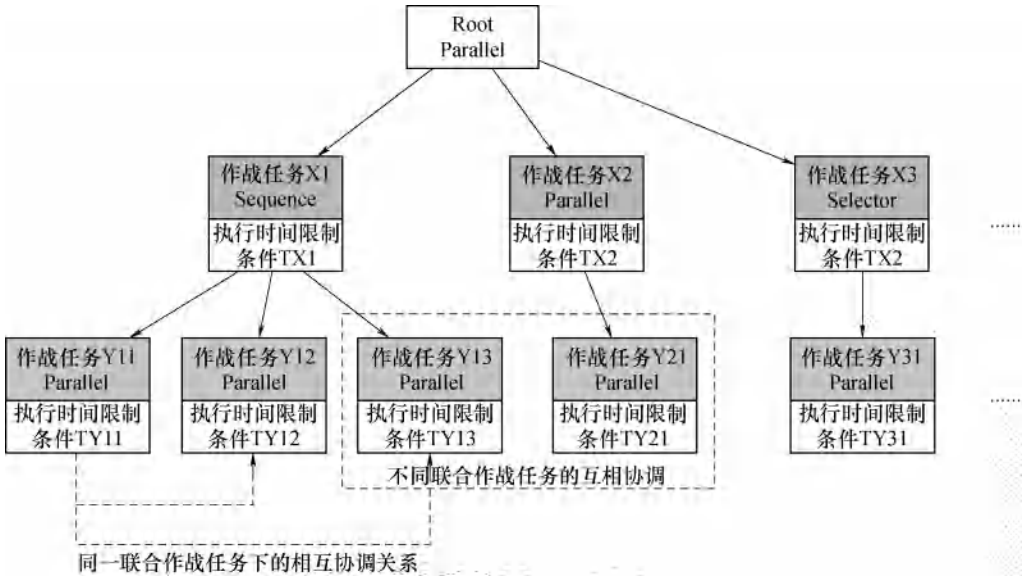 Root
Parallel
作战任务X1
Sequence
执行时间限制
条件TX1
作战任务X2
Parallel
执行时间限制
条件TX2
作战任务X3
Selector
执行时间限制
条件TX2
作战任务Y11
Parallel
执行时间限制
条件TY11
作战任务Y12
Parallel
执行时间限制
条件TY12
作战任务Y13
Parallel
执行时间限制
条件TY13
作战任务Y21
Parallel
执行时间限制
条件TY21
作战任务Y31
Parallel
执行时间限制
条件TY31
不同联合作战任务的互相协调
同一联合作战任务下的相互协调关系